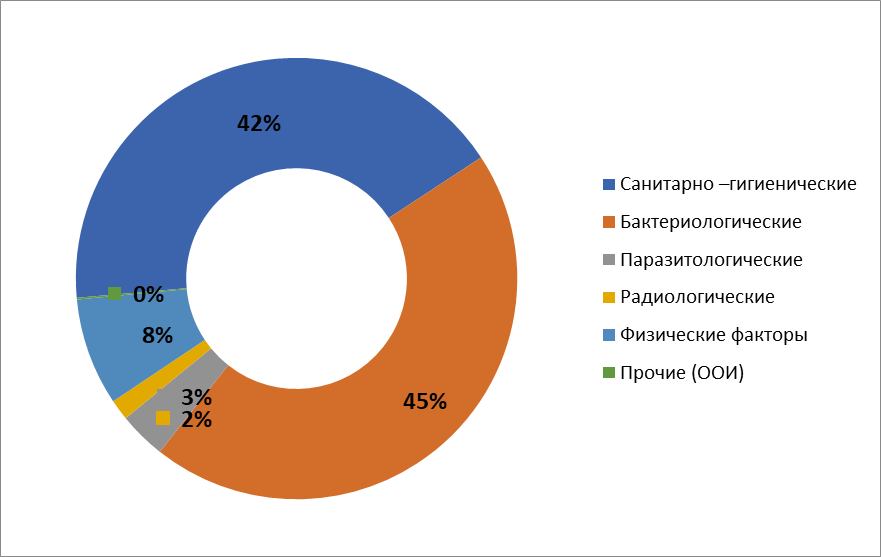 42%
0%
8%
3%
2%
45%
Санитарно –гигиенические
Бактериологические
Паразитологические
Радиологические
Физические факторы
Прочие (ООИ)